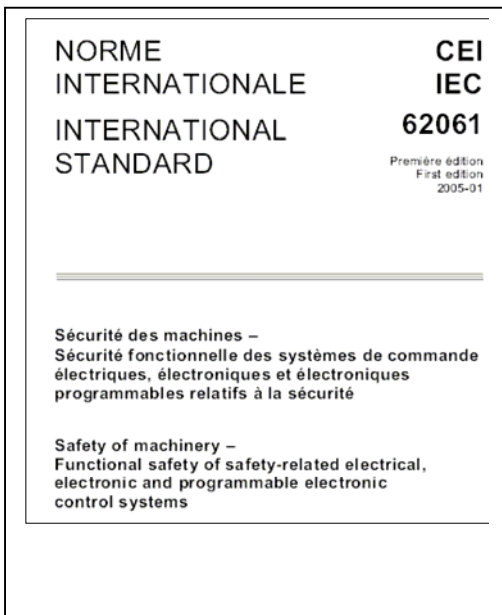 NORME
INTERNATIONALE
INTERNATIONAL
STANDARD
CEI
IEC
62061
Première édition
First edition
2005-01
Sécurité des machines –
Sécurité fonctionnelle des systèmes de commande
électriques, électroniques et électroniques
programmables relatifs à la sécurité
Safety of machinery –
Functional safety of safety-related electrical,
electronic and programmable electronic
control systems